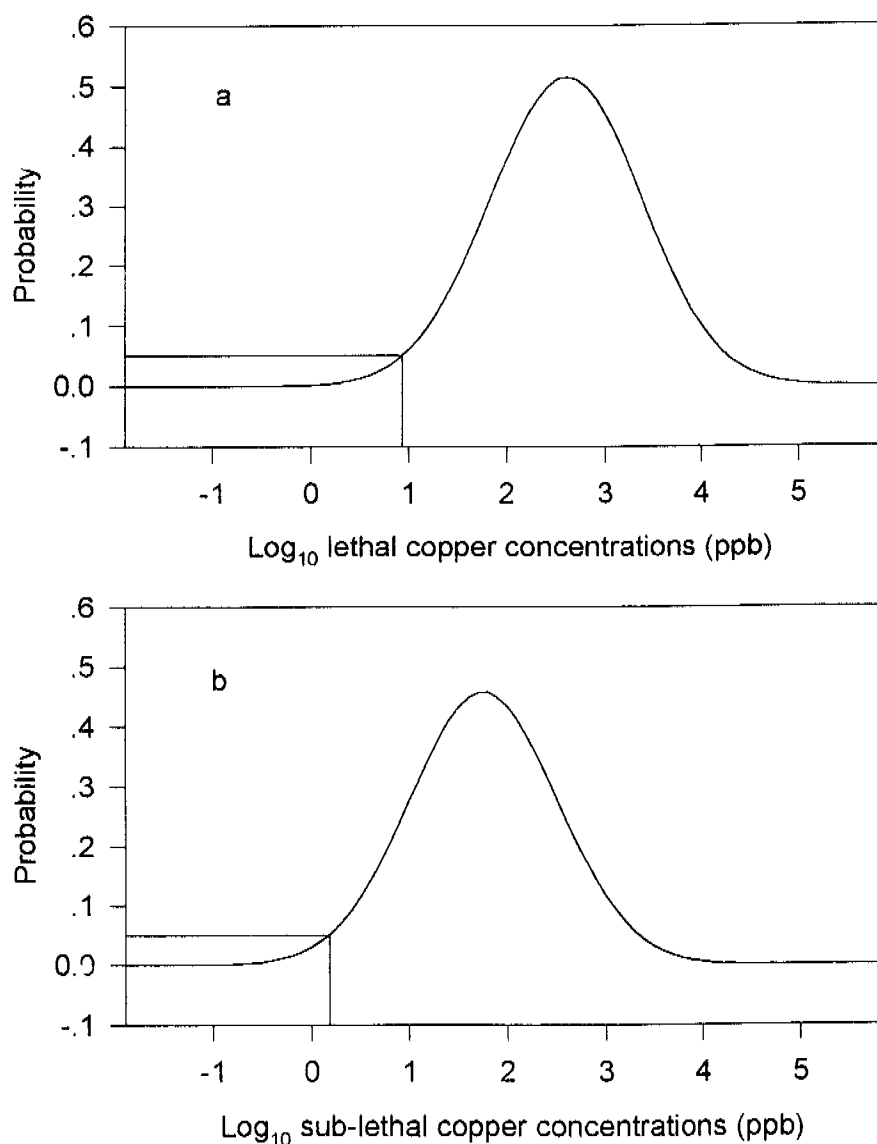 .6
a
.5
.4
.3
.2
.1
0.0
-.1
Probability
-1 0 1 2 3 4 5
Log₁₀ lethal copper concentrations (ppb)
.6
b
.5
.4
.3
.2
.1
0.0
-.1
Probability
-1 0 1 2 3 4 5
Log₁₀ sub-lethal copper concentrations (ppb)